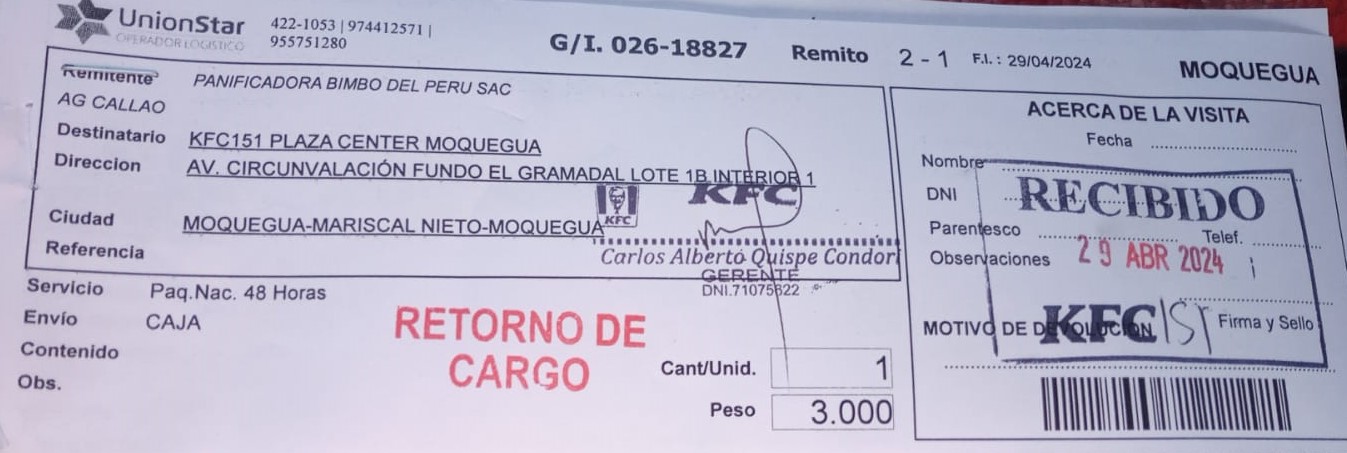 UnionStar
OPERADOR LOGISTICO
422-1053 | 974412571 |
955751280
G/I. 026-18827
Remito 2 - 1
F.I.: 29/04/2024
MOQUEGUA
Remitente PANIFICADORA BIMBO DEL PERU SAC
AG CALLAO
Destinatario KFC151 PLAZA CENTER MOQUEGUA
Direccion AV. CIRCUNVALACIÓN FUNDO EL GRAMADAL LOTE 1B INTERIOR 1
KFC
KFC
Ciudad MOQUEGUA-MARISCAL NIETO-MOQUEGUA
Referencia
Carlos Alberto Quispe Condori
GERENTE
DNI.71075822
Servicio Paq.Nac. 48 Horas
Envío CAJA
Contenido
Obs.
RETORNO DE
CARGO
Cant/Unid. 1
Peso 3.000
ACERCA DE LA VISITA
Fecha
Nombre
DNI
RECIBIDO
Parentesco
Telef.
Observaciones
29 ABR 2024
MOTIVO DE DEVOLUCION
KFC 151
Firma y Sello